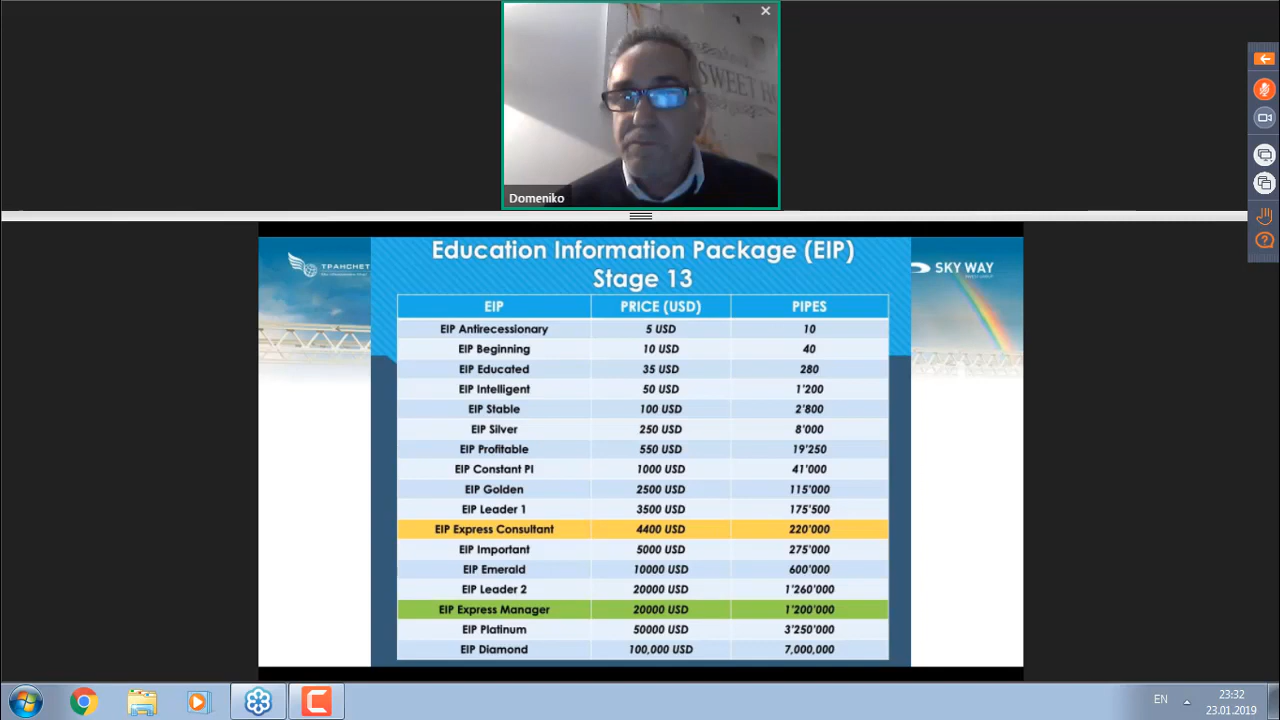 SWEET
Domeniko
Education Information Package (EIP)
Stage 13
ТРАНСНЕТ
SKY WAY
EIP PRICE (USD) PIPES
EIP Antirecessionary 5 USD 10
EIP Beginning 10 USD 40
EIP Educated 35 USD 280
EIP Intelligent 50 USD 1'200
EIP Stable 100 USD 2'800
EIP Silver 250 USD 8'000
EIP Profitable 550 USD 19'250
EIP Constant PI 1000 USD 41'000
EIP Golden 2500 USD 115'000
EIP Leader 1 3500 USD 175'500
EIP Express Consultant 4400 USD 220'000
EIP Important 5000 USD 275'000
EIP Emerald 10000 USD 600'000
EIP Leader 2 20000 USD 1'260'000
EIP Express Manager 20000 USD 1'200'000
EIP Platinum 50000 USD 3'250'000
EIP Diamond 100,000 USD 7,000,000
EN
23:32
23.01.2019